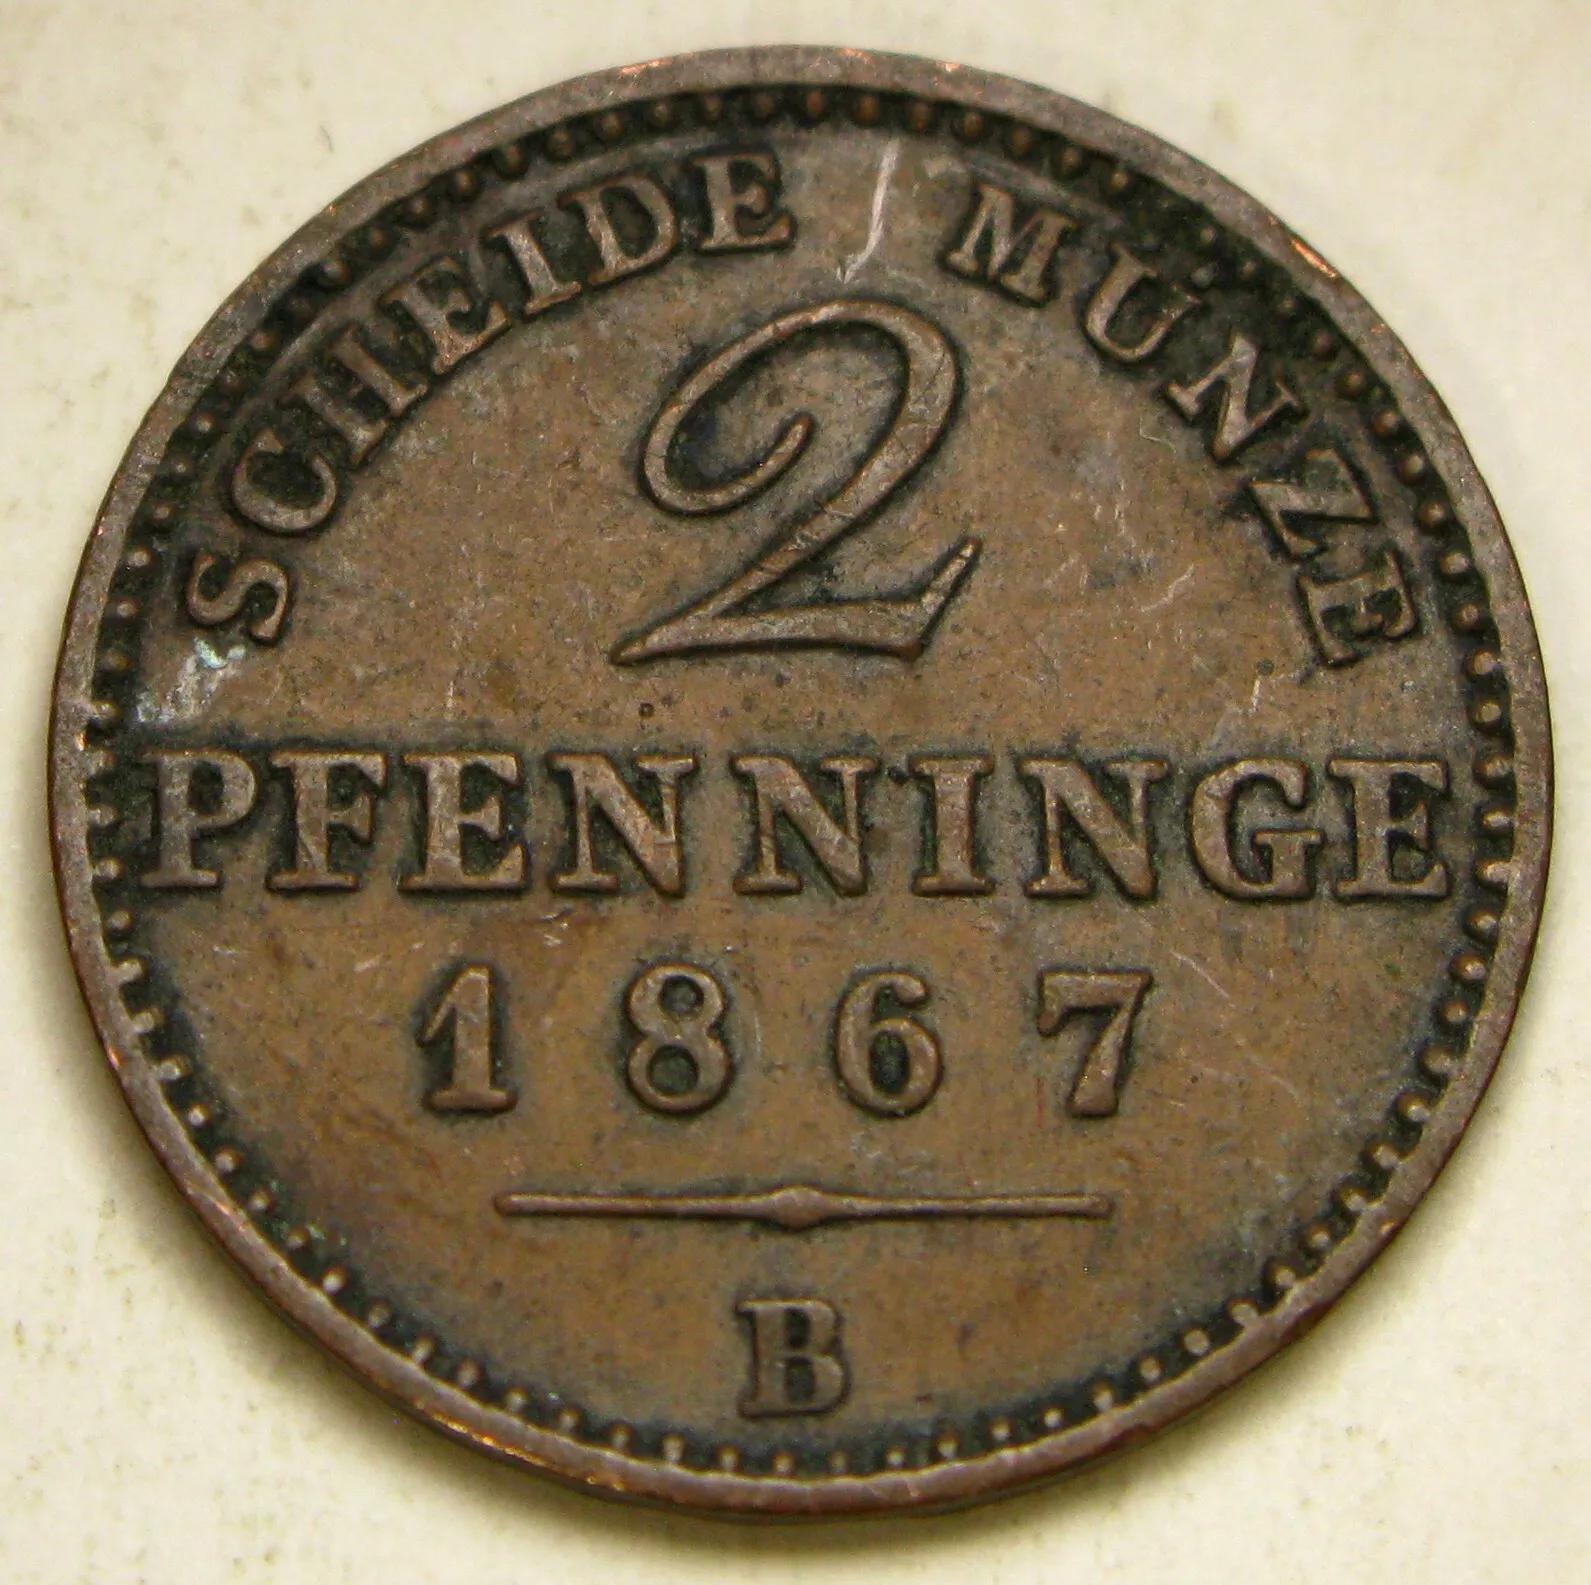 SCHEIDE MÜNZE
2
PFENNINGE
1867
B